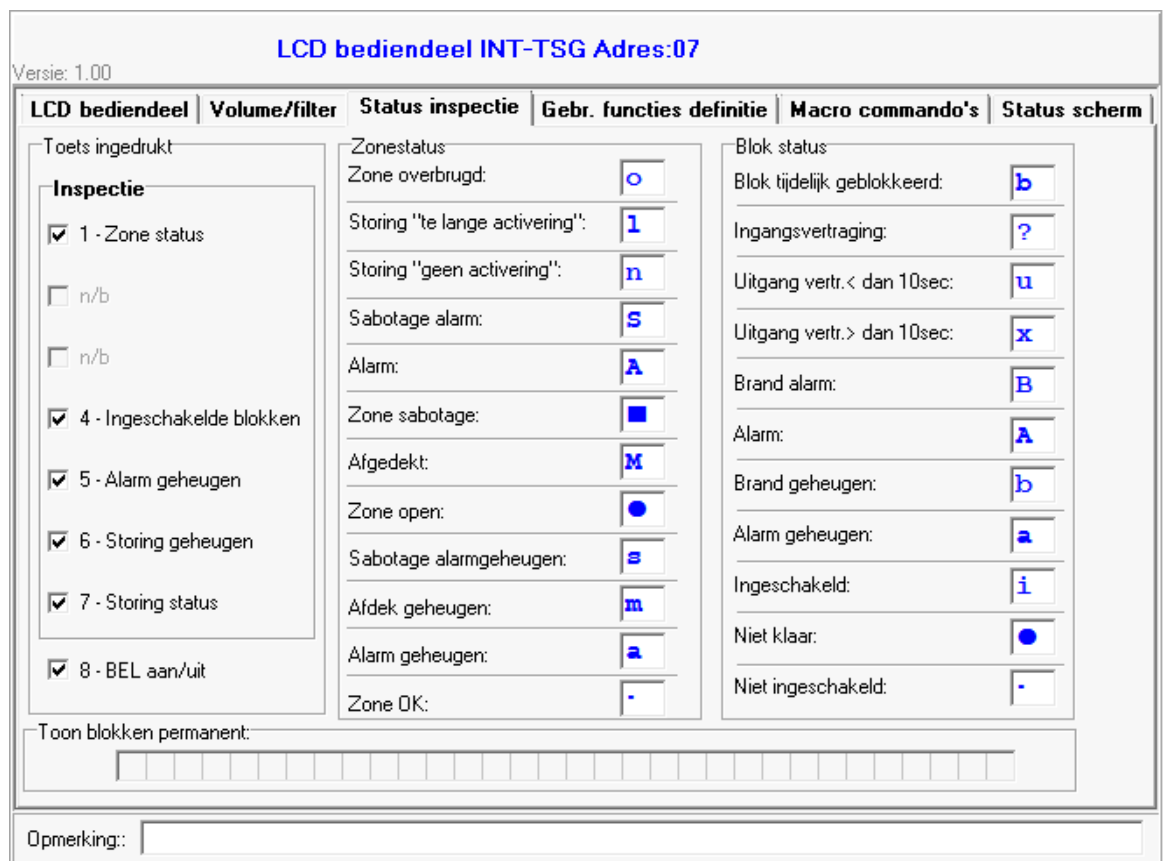 LCD bediendeel INT-TSG Adres:07
Versie: 1.00
LCD bediendeel
Volume/filter
Status inspectie
Gebr. functies definitie
Macro commando's
Status scherm
Toets ingedrukt
Inspectie
1 - Zone status
n/b
n/b
4 - Ingeschakelde blokken
5 - Alarm geheugen
6 - Storing geheugen
7 - Storing status
8 - BEL aan/uit
Zonestatus
Zone overbrugd: o
Storing "te lange activering": l
Storing "geen activering": n
Sabotage alarm: S
Alarm: A
Zone sabotage: ■
Afgedekt: M
Zone open: ●
Sabotage alarmgeheugen: s
Afdek geheugen: m
Alarm geheugen: a
Zone OK: -
Blok status
Blok tijdelijk geblokkeerd: b
Ingangsvertraging: ?
Uitgang vertr.< dan 10sec: u
Uitgang vertr.> dan 10sec: x
Brand alarm: B
Alarm: A
Brand geheugen: b
Alarm geheugen: a
Ingeschakeld: i
Niet klaar: ●
Niet ingeschakeld: -
Toon blokken permanent:
Opmerking::